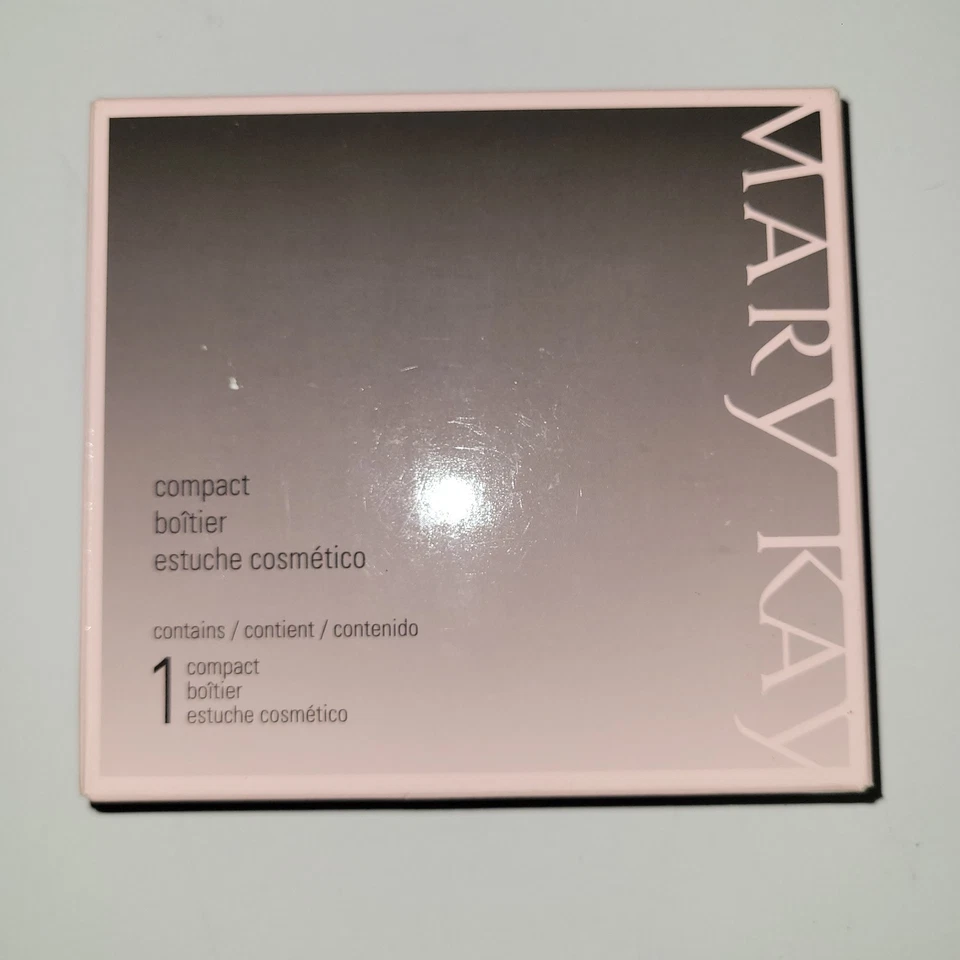 MARY KAY
compact
boîtier
estuche cosmético
contains / contient / contenido
1 compact
boîtier
estuche cosmético